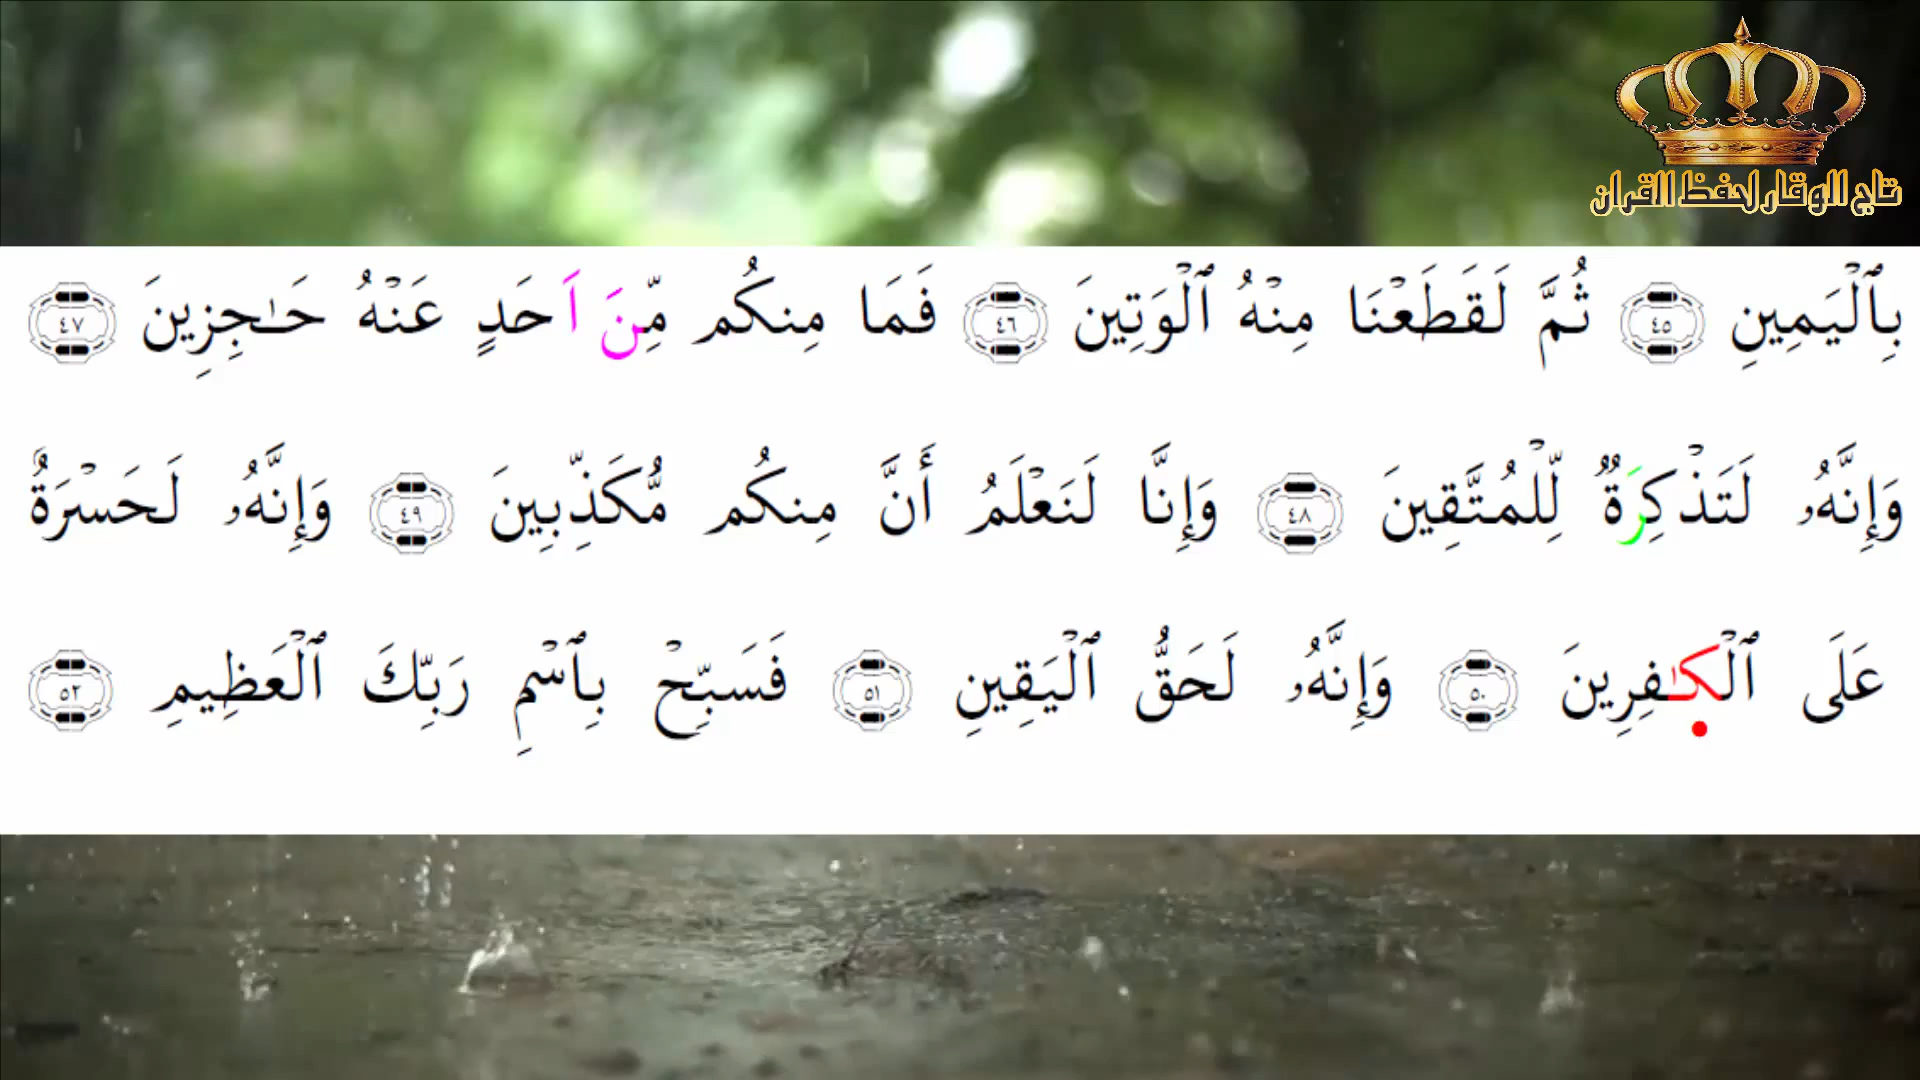 تاج الوقار لحفظ القران
بِٱلْيَمِينِ ٤٥ ثُمَّ لَقَطَعْنَا مِنْهُ ٱلْوَتِينَ ٤٦ فَمَا مِنكُم مِّنَ اَحَدٍ عَنْهُ حَـٰجِزِينَ ٤٧
وَإِنَّهُۥ لَتَذْكِرَةٌ لِّلْمُتَّقِينَ ٤٨ وَإِنَّا لَنَعْلَمُ أَنَّ مِنكُم مُّكَذِّبِينَ ٤٩ وَإِنَّهُۥ لَحَسْرَةٌ
عَلَى ٱلْكَـٰفِرِينَ ٥٠ وَإِنَّهُۥ لَحَقُّ ٱلْيَقِينِ ٥١ فَسَبِّحْ بِٱسْمِ رَبِّكَ ٱلْعَظِيمِ ٥٢